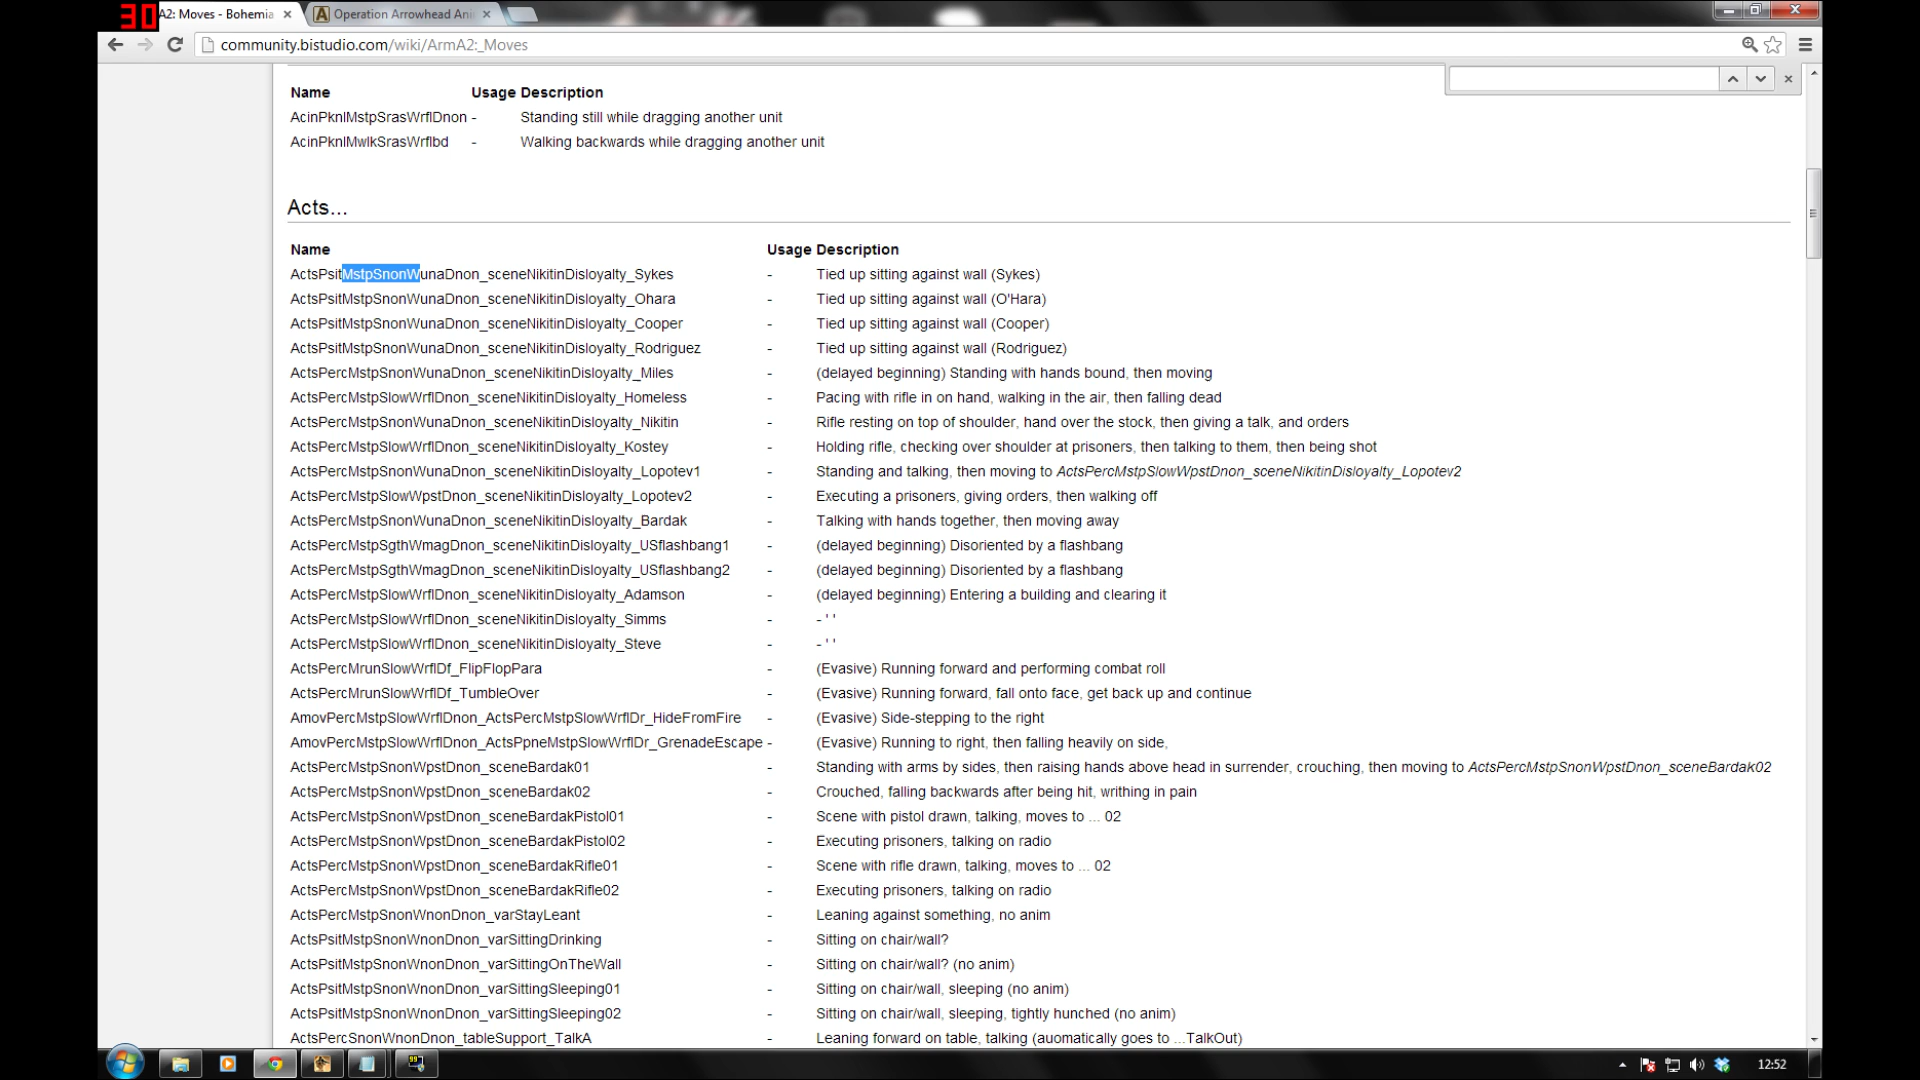 30
A2: Moves - Bohemia
Operation Arrowhead Ani
community.bistudio.com/wiki/ArmA2:_Moves
Name Usage Description
AcinPknlMstpSrasWrflDnon - Standing still while dragging another unit
AcinPknlMwlkSrasWrflbd - Walking backwards while dragging another unit
Acts...
Name Usage Description
ActsPsitMstpSnonWunaDnon_sceneNikitinDisloyalty_Sykes - Tied up sitting against wall (Sykes)
ActsPsitMstpSnonWunaDnon_sceneNikitinDisloyalty_Ohara - Tied up sitting against wall (O'Hara)
ActsPsitMstpSnonWunaDnon_sceneNikitinDisloyalty_Cooper - Tied up sitting against wall (Cooper)
ActsPsitMstpSnonWunaDnon_sceneNikitinDisloyalty_Rodriguez - Tied up sitting against wall (Rodriguez)
ActsPercMstpSnonWunaDnon_sceneNikitinDisloyalty_Miles - (delayed beginning) Standing with hands bound, then moving
ActsPercMstpSlowWrflDnon_sceneNikitinDisloyalty_Homeless - Pacing with rifle in on hand, walking in the air, then falling dead
ActsPercMstpSnonWunaDnon_sceneNikitinDisloyalty_Nikitin - Rifle resting on top of shoulder, hand over the stock, then giving a talk, and orders
ActsPercMstpSlowWrflDnon_sceneNikitinDisloyalty_Kostey - Holding rifle, checking over shoulder at prisoners, then talking to them, then being shot
ActsPercMstpSnonWunaDnon_sceneNikitinDisloyalty_Lopotev1 - Standing and talking, then moving to ActsPercMstpSlowWpstDnon_sceneNikitinDisloyalty_Lopotev2
ActsPercMstpSlowWpstDnon_sceneNikitinDisloyalty_Lopotev2 - Executing a prisoners, giving orders, then walking off
ActsPercMstpSnonWunaDnon_sceneNikitinDisloyalty_Bardak - Talking with hands together, then moving away
ActsPercMstpSgthWmagDnon_sceneNikitinDisloyalty_USflashbang1 - (delayed beginning) Disoriented by a flashbang
ActsPercMstpSgthWmagDnon_sceneNikitinDisloyalty_USflashbang2 - (delayed beginning) Disoriented by a flashbang
ActsPercMstpSlowWrflDnon_sceneNikitinDisloyalty_Adamson - (delayed beginning) Entering a building and clearing it
ActsPercMstpSlowWrflDnon_sceneNikitinDisloyalty_Simms - - ' '
ActsPercMstpSlowWrflDnon_sceneNikitinDisloyalty_Steve - - ' '
ActsPercMrunSlowWrflDf_FlipFlopPara - (Evasive) Running forward and performing combat roll
ActsPercMrunSlowWrflDf_TumbleOver - (Evasive) Running forward, fall onto face, get back up and continue
AmovPercMstpSlowWrflDnon_ActsPercMstpSlowWrflDr_HideFromFire - (Evasive) Side-stepping to the right
AmovPercMstpSlowWrflDnon_ActsPpneMstpSlowWrflDr_GrenadeEscape - (Evasive) Running to right, then falling heavily on side,
ActsPercMstpSnonWpstDnon_sceneBardak01 - Standing with arms by sides, then raising hands above head in surrender, crouching, then moving to ActsPercMstpSnonWpstDnon_sceneBardak02
ActsPercMstpSnonWpstDnon_sceneBardak02 - Crouched, falling backwards after being hit, writhing in pain
ActsPercMstpSnonWpstDnon_sceneBardakPistol01 - Scene with pistol drawn, talking, moves to ... 02
ActsPercMstpSnonWpstDnon_sceneBardakPistol02 - Executing prisoners, talking on radio
ActsPercMstpSnonWpstDnon_sceneBardakRifle01 - Scene with rifle drawn, talking, moves to ... 02
ActsPercMstpSnonWpstDnon_sceneBardakRifle02 - Executing prisoners, talking on radio
ActsPercMstpSnonWnonDnon_varStayLeant - Leaning against something, no anim
ActsPsitMstpSnonWnonDnon_varSittingDrinking - Sitting on chair/wall?
ActsPsitMstpSnonWnonDnon_varSittingOnTheWall - Sitting on chair/wall? (no anim)
ActsPsitMstpSnonWnonDnon_varSittingSleeping01 - Sitting on chair/wall, sleeping (no anim)
ActsPsitMstpSnonWnonDnon_varSittingSleeping02 - Sitting on chair/wall, sleeping, tightly hunched (no anim)
ActsPercSnonWnonDnon_tableSupport_TalkA - Leaning forward on table, talking (auomatically goes to ...TalkOut)
99
12:52